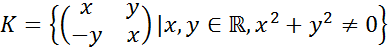 K = {( x y −y x ) | x, y ∈ ℝ, x² + y² ≠ 0}